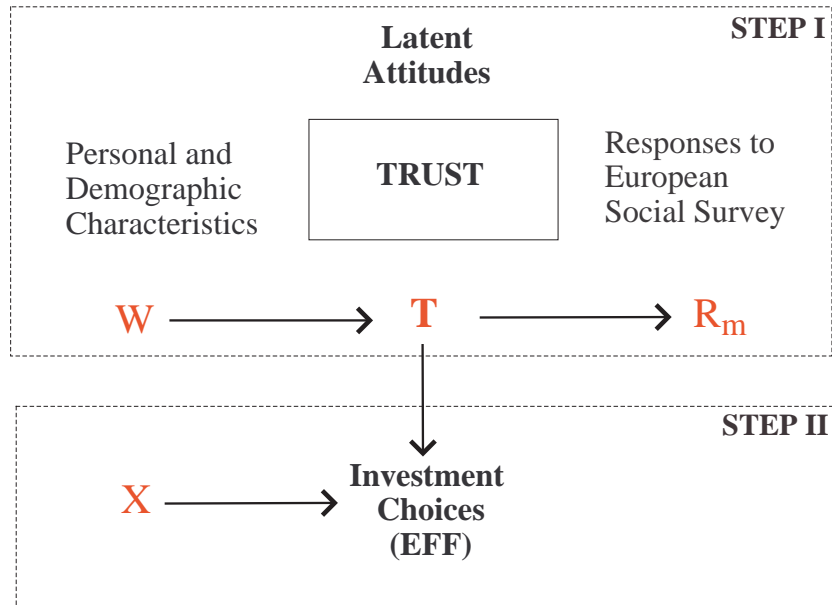 STEP I
Latent
Attitudes
Personal and
Demographic
Characteristics
TRUST
Responses to
European
Social Survey
W
T
Rm
STEP II
X
Investment
Choices
(EFF)